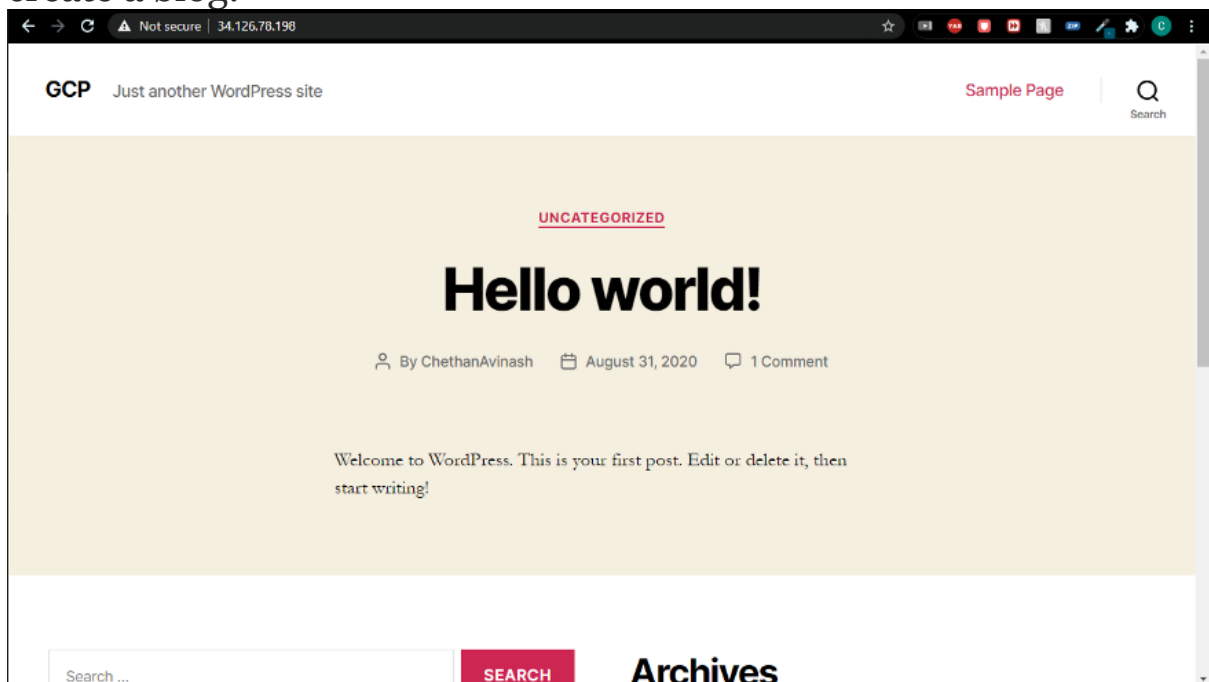 create a blog.
Not secure | 34.126.78.198
GCP Just another WordPress site Sample Page
Search
UNCATEGORIZED
Hello world!
By ChethanAvinash August 31, 2020 1 Comment
Welcome to WordPress. This is your first post. Edit or delete it, then
start writing!
Search ... SEARCH Archives